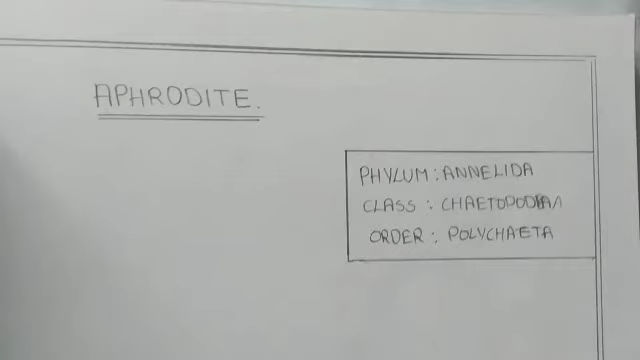 APHRODITE.
PHYLUM : ANNELIDA
CLASS :
ORDER : POLYCHAETA